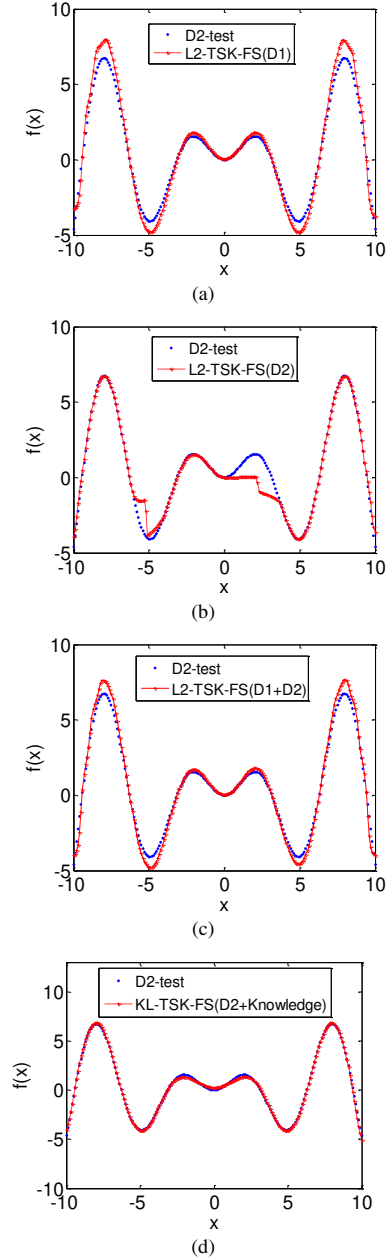 10
5
0
-5
f(x)
D2-test
L2-TSK-FS(D1)
-10
-5
0
5
10
x
(a)
10
5
0
-5
f(x)
D2-test
L2-TSK-FS(D2)
-10
-5
0
5
10
x
(b)
10
5
0
-5
f(x)
D2-test
L2-TSK-FS(D1+D2)
-10
-5
0
5
10
x
(c)
10
5
0
-5
-10
f(x)
D2-test
KL-TSK-FS(D2+Knowledge)
-10
-5
0
5
10
x
(d)